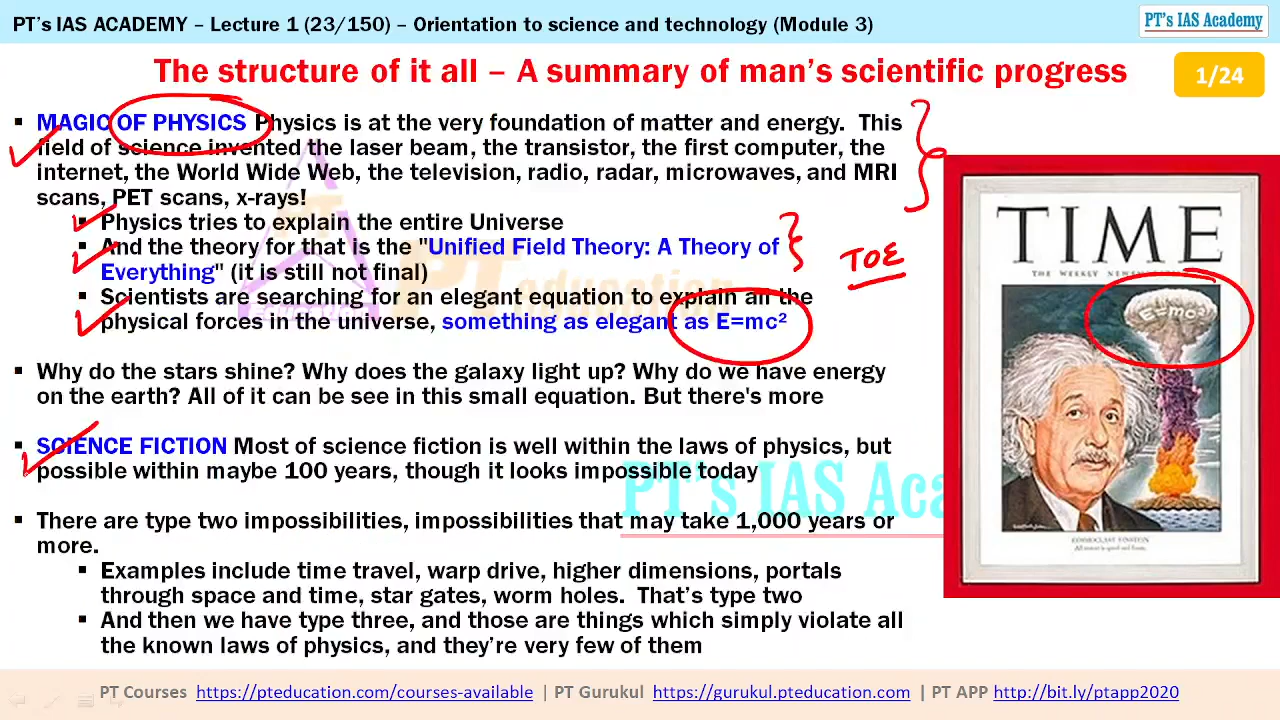 PT's IAS ACADEMY – Lecture 1 (23/150) – Orientation to science and technology (Module 3)
PT's IAS Academy
The structure of it all – A summary of man's scientific progress
1/24
▪ MAGIC OF PHYSICS Physics is at the very foundation of matter and energy. This
field of science invented the laser beam, the transistor, the first computer, the
internet, the World Wide Web, the television, radio, radar, microwaves, and MRI
scans, PET scans, x-rays!
▪ Physics tries to explain the entire Universe
▪ And the theory for that is the "Unified Field Theory: A Theory of
Everything" (it is still not final)
TOE
▪ Scientists are searching for an elegant equation to explain all the
physical forces in the universe, something as elegant as E=mc²
▪ Why do the stars shine? Why does the galaxy light up? Why do we have energy
on the earth? All of it can be see in this small equation. But there's more
▪ SCIENCE FICTION Most of science fiction is well within the laws of physics, but
possible within maybe 100 years, though it looks impossible today
▪ There are type two impossibilities, impossibilities that may take 1,000 years or
more.
▪ Examples include time travel, warp drive, higher dimensions, portals
through space and time, star gates, worm holes. That's type two
▪ And then we have type three, and those are things which simply violate all
the known laws of physics, and they're very few of them
TIME
THE WEEKLY
E=mc²
COSMOCLAST EINSTEIN
PT education
PT's IAS Aca
PT Courses https://pteducation.com/courses-available | PT Gurukul https://gurukul.pteducation.com | PT APP http://bit.ly/ptapp2020